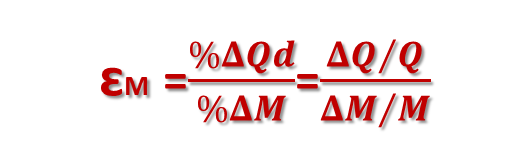 εM = %ΔQd / %ΔM = ΔQ/Q / ΔM/M